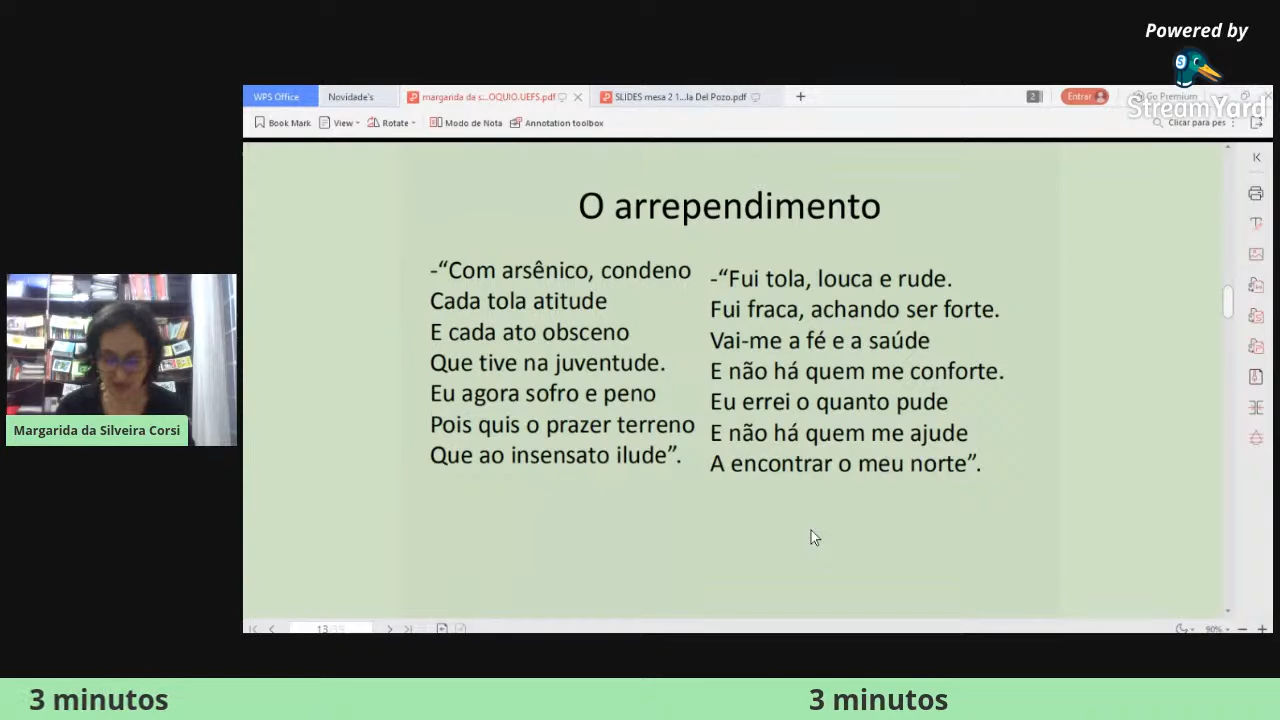 Powered by
StreamYard
WPS Office
Novidade's
margarida da s...OQUIO.UEFS.pdf
SLIDES mesa 2 1...la Del Pozo.pdf
2
Entrar
Go Premium
Book Mark
View
Rotate
Modo de Nota
Annotation toolbox
Clicar para pes
O arrependimento
-“Com arsênico, condeno
Cada tola atitude
E cada ato obsceno
Que tive na juventude.
Eu agora sofro e peno
Pois quis o prazer terreno
Que ao insensato ilude”.
-“Fui tola, louca e rude.
Fui fraca, achando ser forte.
Vai-me a fé e a saúde
E não há quem me conforte.
Eu errei o quanto pude
E não há quem me ajude
A encontrar o meu norte”.
Margarida da Silveira Corsi
90%
3 minutos
3 minutos